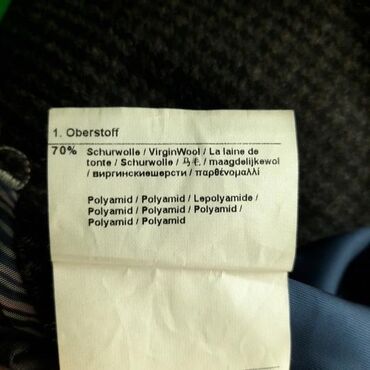 1. Oberstoff
70% Schurwolle / VirginWool / La laine de
tonte / Schurwolle / 马毛 / maagdelijkewol
/ виргинскиешерсти / παρθένομαλλί
Polyamid / Polyamid / Lepolyamide /
Polyamid / Polyamid / Polyamid /
Polyamid / Polyamid